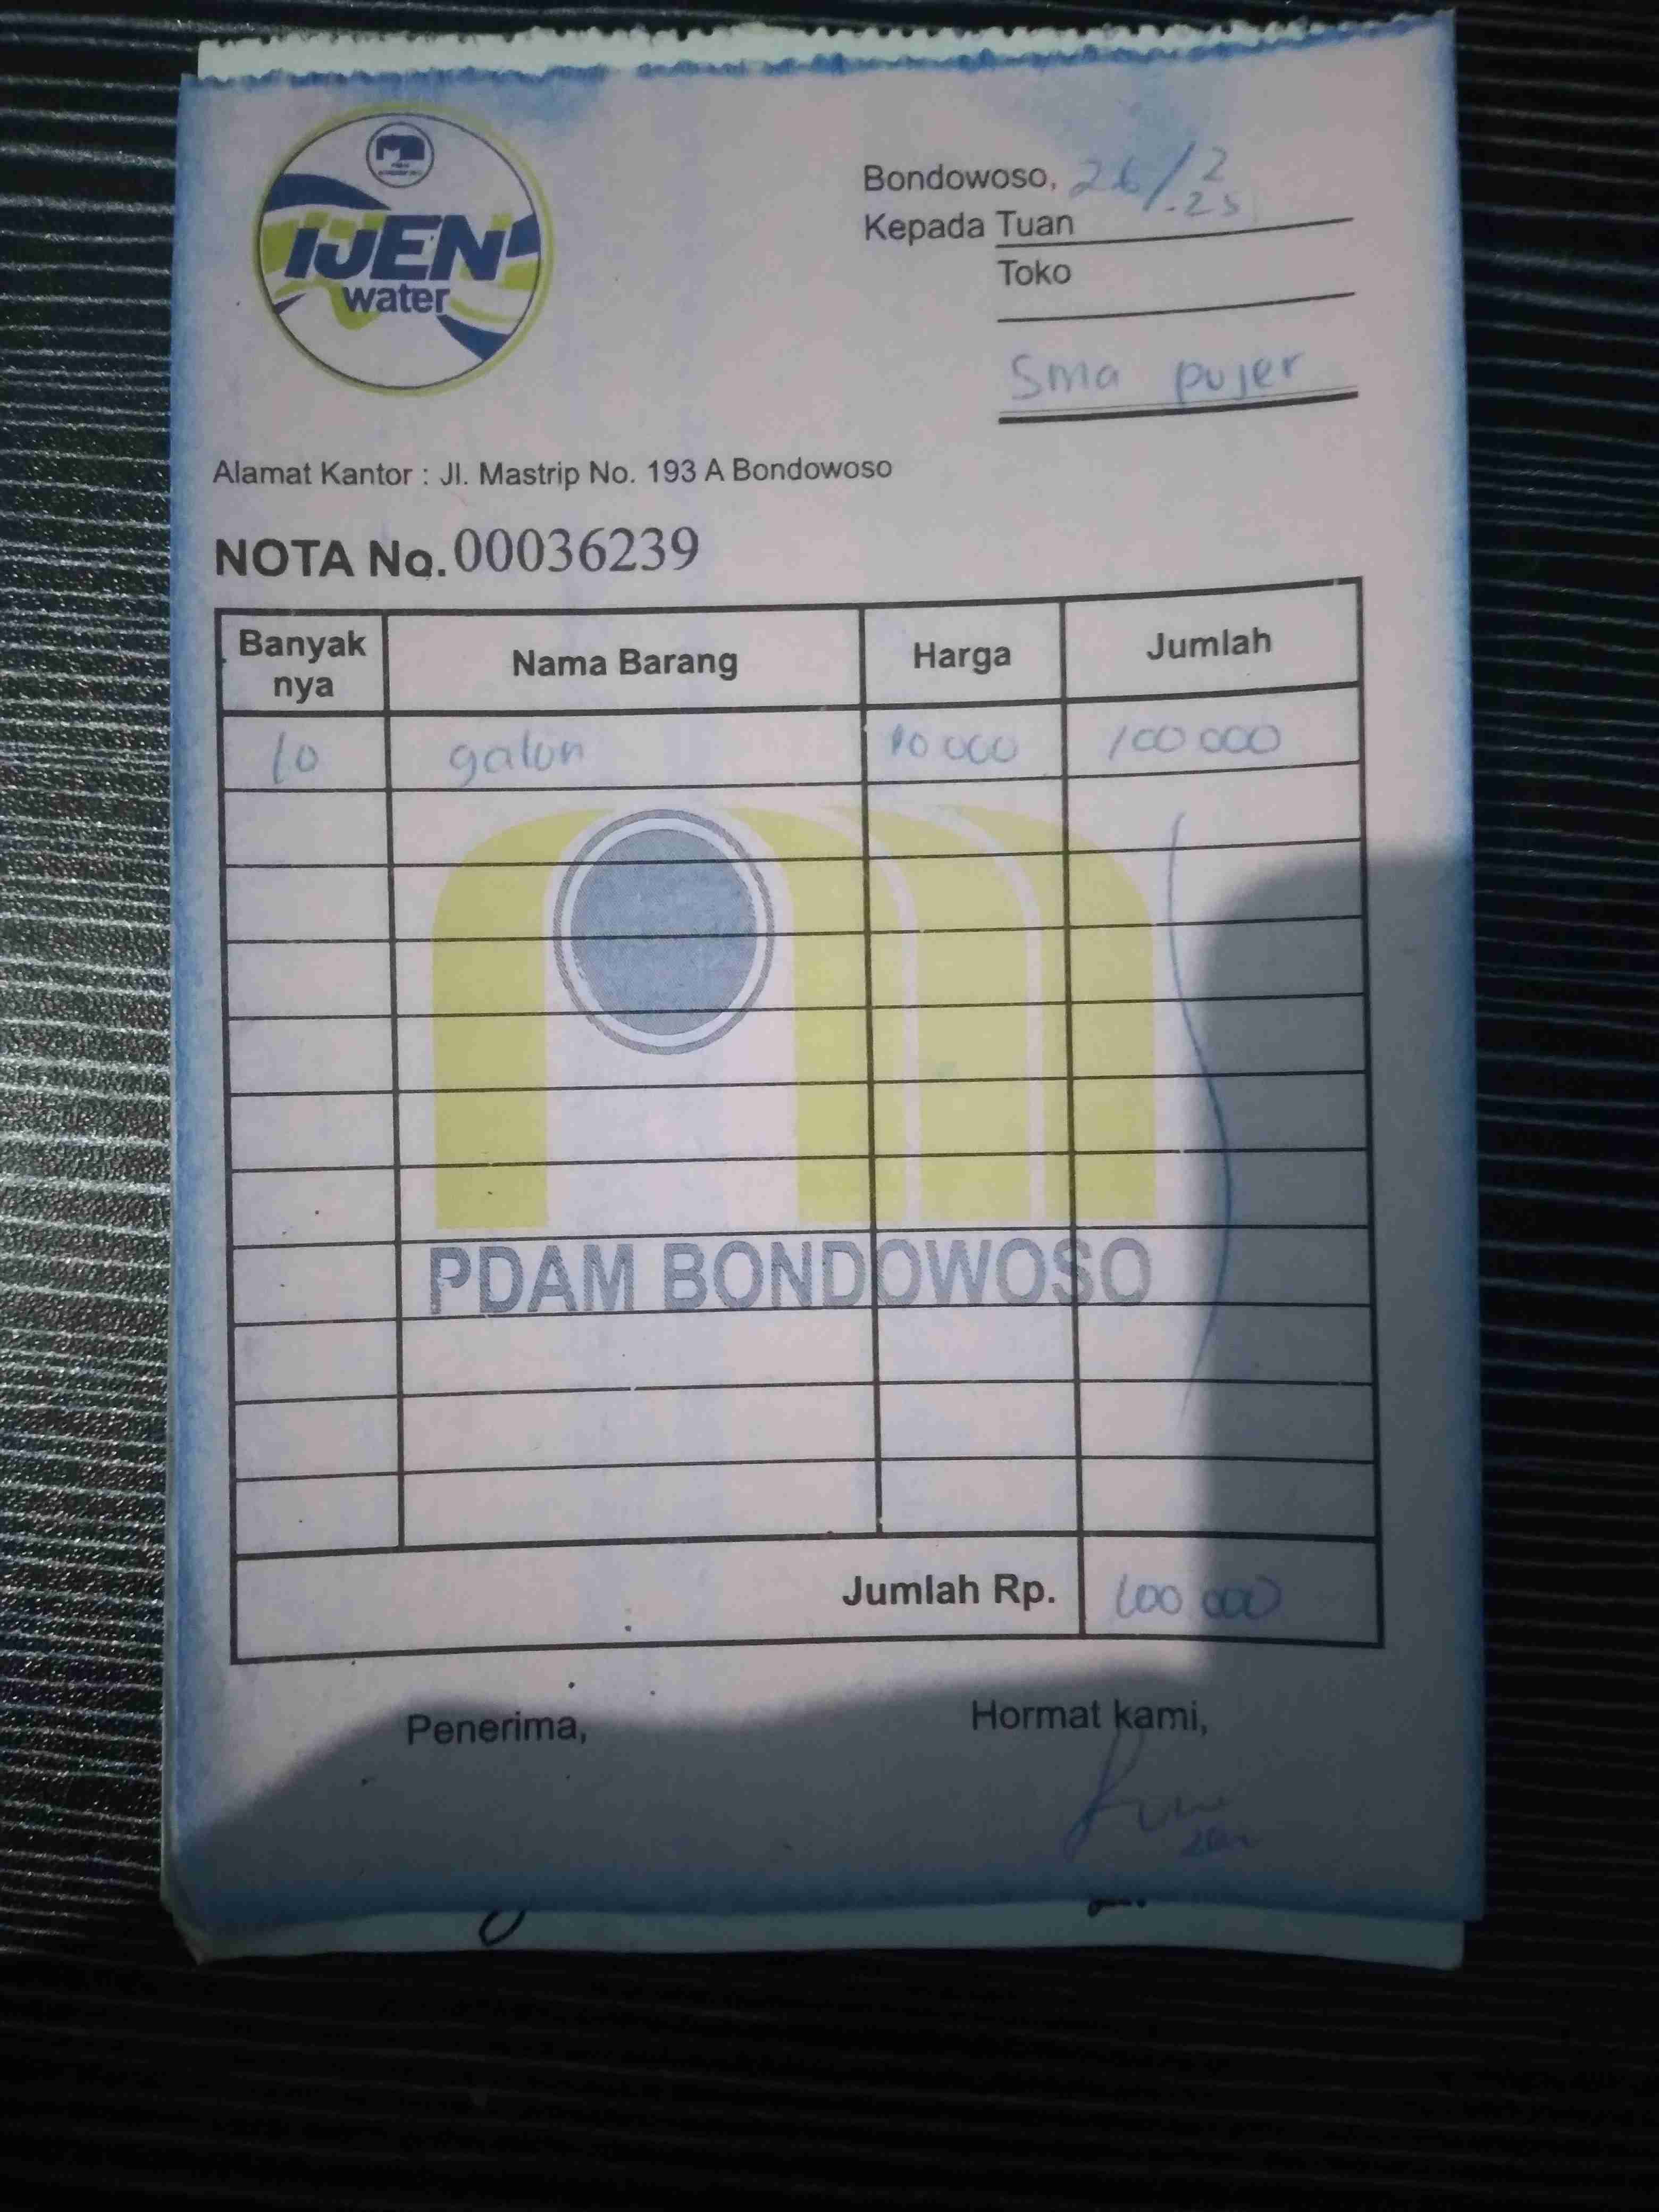 IJEN
water
Bondowoso, 26/2
.25
Kepada Tuan
Toko
Sma pujer
Alamat Kantor : Jl. Mastrip No. 193 A Bondowoso
NOTA No. 00036239
Banyak nya Nama Barang Harga Jumlah
10 galon 10 000 100 000
PDAM BONDOWOSO
Jumlah Rp. 100 000
Penerima, Hormat kami,